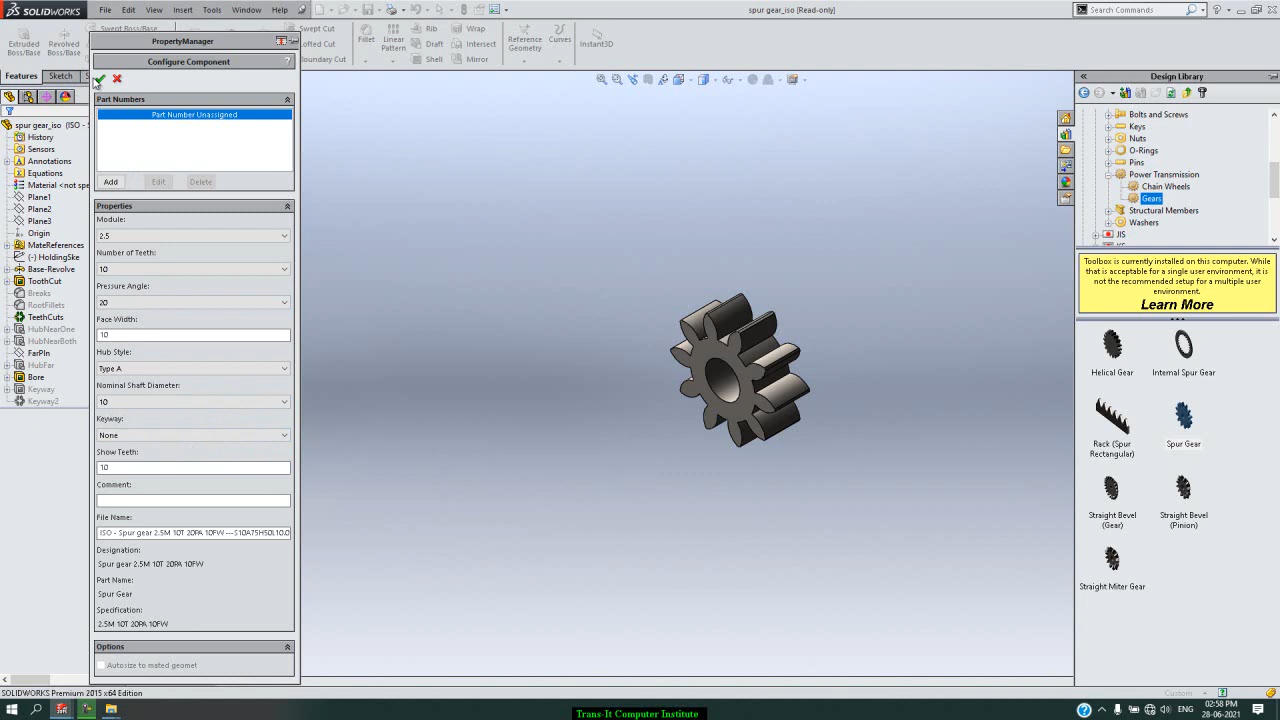 SOLIDWORKS
File Edit View Insert Tools Window Help
spur gear_iso [Read-only]
Search Commands
Extruded Boss/Base
Revolved Boss/Base
Swept Boss/Base
Swept Cut
Lofted Cut
Boundary Cut
Fillet
Linear Pattern
Rib
Draft
Shell
Wrap
Intersect
Mirror
Reference Geometry
Curves
Instant3D
Features
Sketch
PropertyManager
Configure Component
?
Part Numbers
Part Number Unassigned
Add
Edit
Delete
Properties
Module:
2.5
Number of Teeth:
10
Pressure Angle:
20
Face Width:
10
Hub Style:
Type A
Nominal Shaft Diameter:
10
Keyway:
None
Show Teeth:
10
Comment:
File Name:
ISO - Spur gear 2.5M 10T 20PA 10FW ---S10A75H50L10.0
Designation:
Spur gear 2.5M 10T 20PA 10FW
Part Name:
Spur Gear
Specification:
2.5M 10T 20PA 10FW
Options
Autosize to mated geomet
spur gear_iso (ISO - S
History
Sensors
Annotations
Equations
Material <not spe
Plane1
Plane2
Plane3
Origin
MateReferences
(-) HoldingSke
Base-Revolve
ToothCut
Breaks
RootFillets
TeethCuts
HubNearOne
HubNearBoth
FarPln
HubFar
Bore
Keyway
Keyway2
Design Library
Bolts and Screws
Keys
Nuts
O-Rings
Pins
Power Transmission
Chain Wheels
Gears
Structural Members
Washers
JIS
Toolbox is currently installed on this computer. While
that is acceptable for a single user environment, it is
not the recommended setup for a multiple user
environment.
Learn More
Helical Gear
Internal Spur Gear
Rack (Spur Rectangular)
Spur Gear
Straight Bevel (Gear)
Straight Bevel (Pinion)
Straight Miter Gear
SOLIDWORKS Premium 2015 x64 Edition
Custom
Trans-It Computer Institute
ENG
02:58 PM
28-06-2021